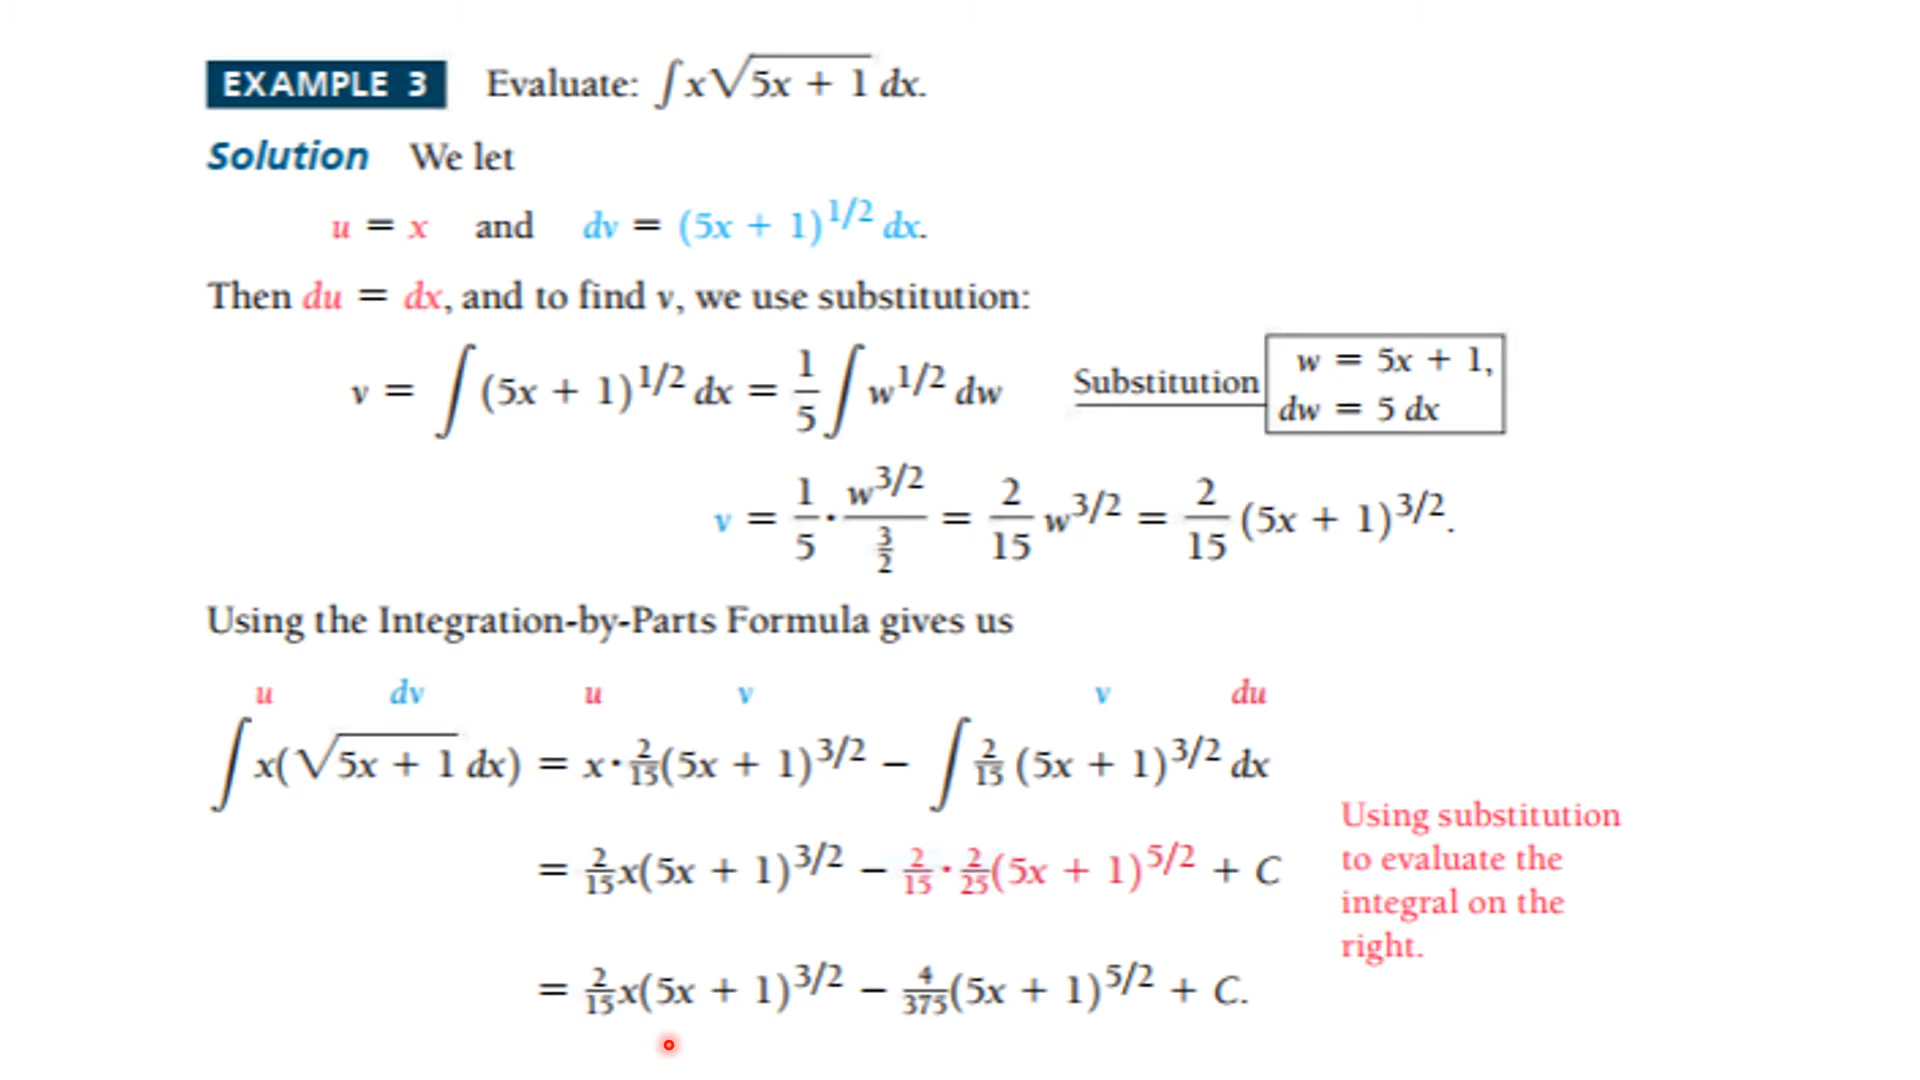 EXAMPLE 3 Evaluate: ∫x√(5x + 1) dx.
Solution We let
u = x and dv = (5x + 1)^1/2 dx.
Then du = dx, and to find v, we use substitution:
v = ∫(5x + 1)^1/2 dx = 1/5 ∫w^1/2 dw Substitution w = 5x + 1,
dw = 5 dx
v = 1/5 · w^3/2 / 3/2 = 2/15 w^3/2 = 2/15 (5x + 1)^3/2.
Using the Integration-by-Parts Formula gives us
u dv u v v du
∫x(√(5x + 1) dx) = x · 2/15(5x + 1)^3/2 − ∫2/15 (5x + 1)^3/2 dx
= 2/15x(5x + 1)^3/2 − 2/15 · 2/25(5x + 1)^5/2 + C
Using substitution
to evaluate the
integral on the
right.
= 2/15x(5x + 1)^3/2 − 4/375(5x + 1)^5/2 + C.